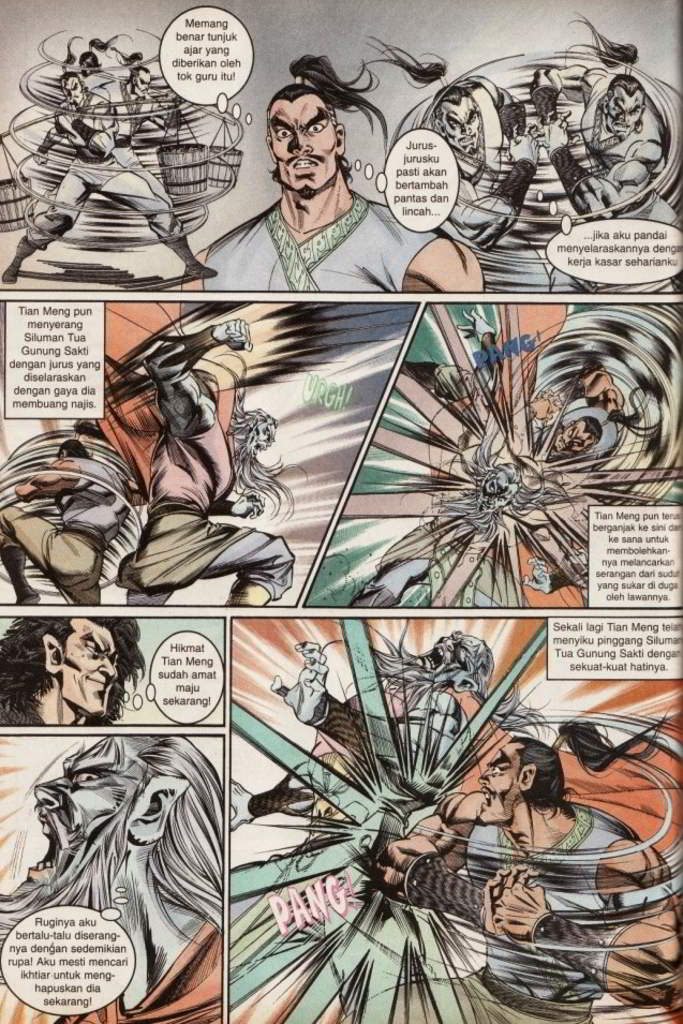 Memang
benar tunjuk
ajar yang
diberikan oleh
tok guru itu!
Jurus-
jurusku
pasti akan
bertambah
pantas dan
lincah...
...jika aku pandai
menyelaraskannya
kerja kasar seharianku
Tian Meng pun
menyerang
Siluman Tua
Gunung Sakti
dengan jurus yang
diselaraskan
dengan gaya dia
membuang najis.
URGH!
PANG!
Tian Meng pun
berganjak ke sini
ke sana untuk
membolehkan-
nya melancarkan
serangan dari
yang sukar di duga
oleh lawannya.
Hikmat
Tian Meng
sudah amat
maju
sekarang!
Ruginya aku
bertalu-talu diserang-
nya dengan sedemikian
rupa! Aku mesti mencari
ikhtiar untuk meng-
hapuskan dia
sekarang!
Sekali lagi Tian Meng
menyiku pinggang
Tua Gunung Sakti dengan
sekuat-kuat hatinya.
PANG!